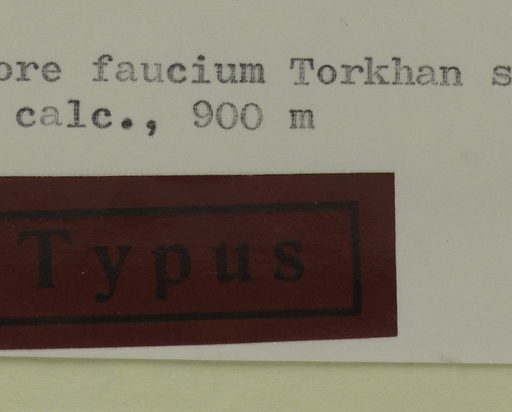 ore faucium Torkhan s
calc., 900 m
Typus